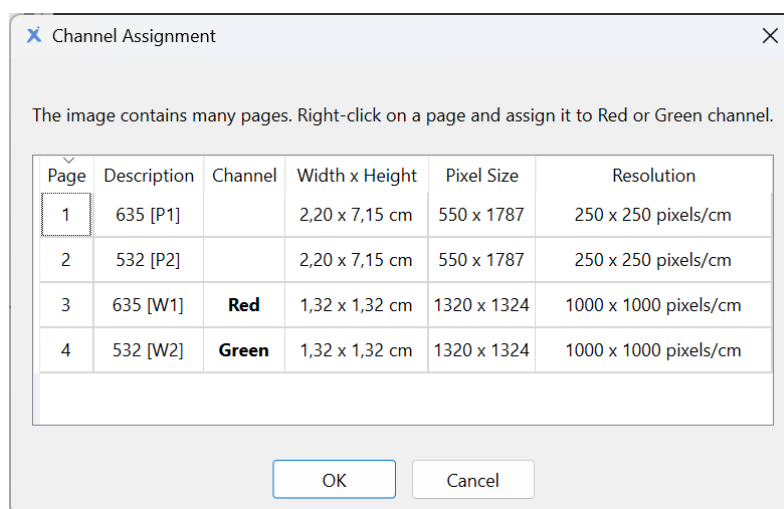 Channel Assignment
The image contains many pages. Right-click on a page and assign it to Red or Green channel.
Page Description Channel Width x Height Pixel Size Resolution
1 635 [P1] 2,20 x 7,15 cm 550 x 1787 250 x 250 pixels/cm
2 532 [P2] 2,20 x 7,15 cm 550 x 1787 250 x 250 pixels/cm
3 635 [W1] Red 1,32 x 1,32 cm 1320 x 1324 1000 x 1000 pixels/cm
4 532 [W2] Green 1,32 x 1,32 cm 1320 x 1324 1000 x 1000 pixels/cm
OK Cancel